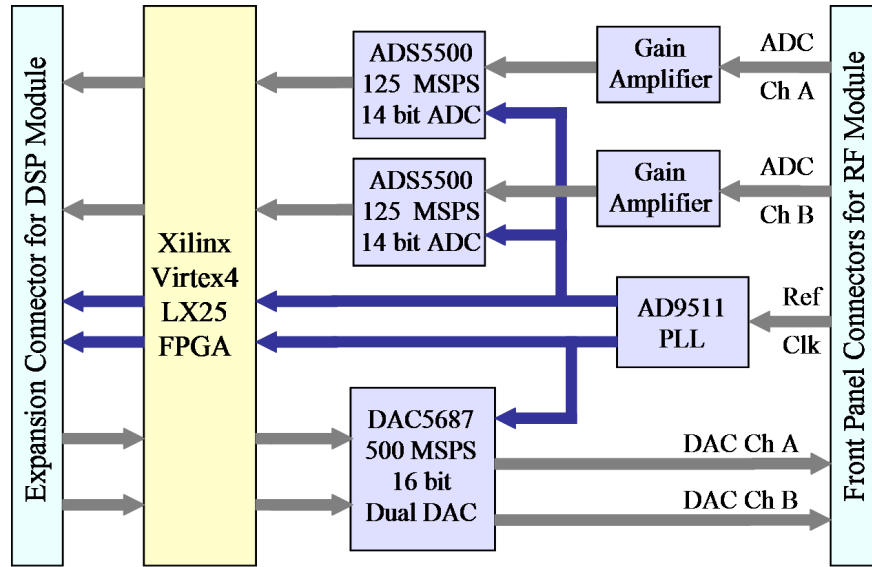 Expansion Connector for DSP Module
Xilinx
Virtex4
LX25
FPGA
ADS5500
125 MSPS
14 bit ADC
Gain
Amplifier
ADC
Ch A
ADS5500
125 MSPS
14 bit ADC
Gain
Amplifier
ADC
Ch B
AD9511
PLL
Ref
Clk
DAC5687
500 MSPS
16 bit
Dual DAC
DAC Ch A
DAC Ch B
Front Panel Connectors for RF Module